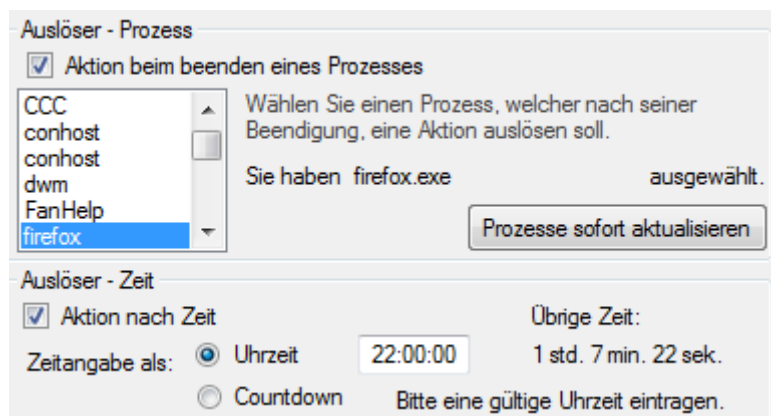 Auslöser - Prozess
Aktion beim beenden eines Prozesses
CCC
conhost
conhost
dwm
FanHelp
firefox
Wählen Sie einen Prozess, welcher nach seiner
Beendigung, eine Aktion auslösen soll.
Sie haben firefox.exe ausgewählt.
Prozesse sofort aktualisieren
Auslöser - Zeit
Aktion nach Zeit
Zeitangabe als:
Uhrzeit
22:00:00
Countdown
Übrige Zeit:
1 std. 7 min. 22 sek.
Bitte eine gültige Uhrzeit eintragen.